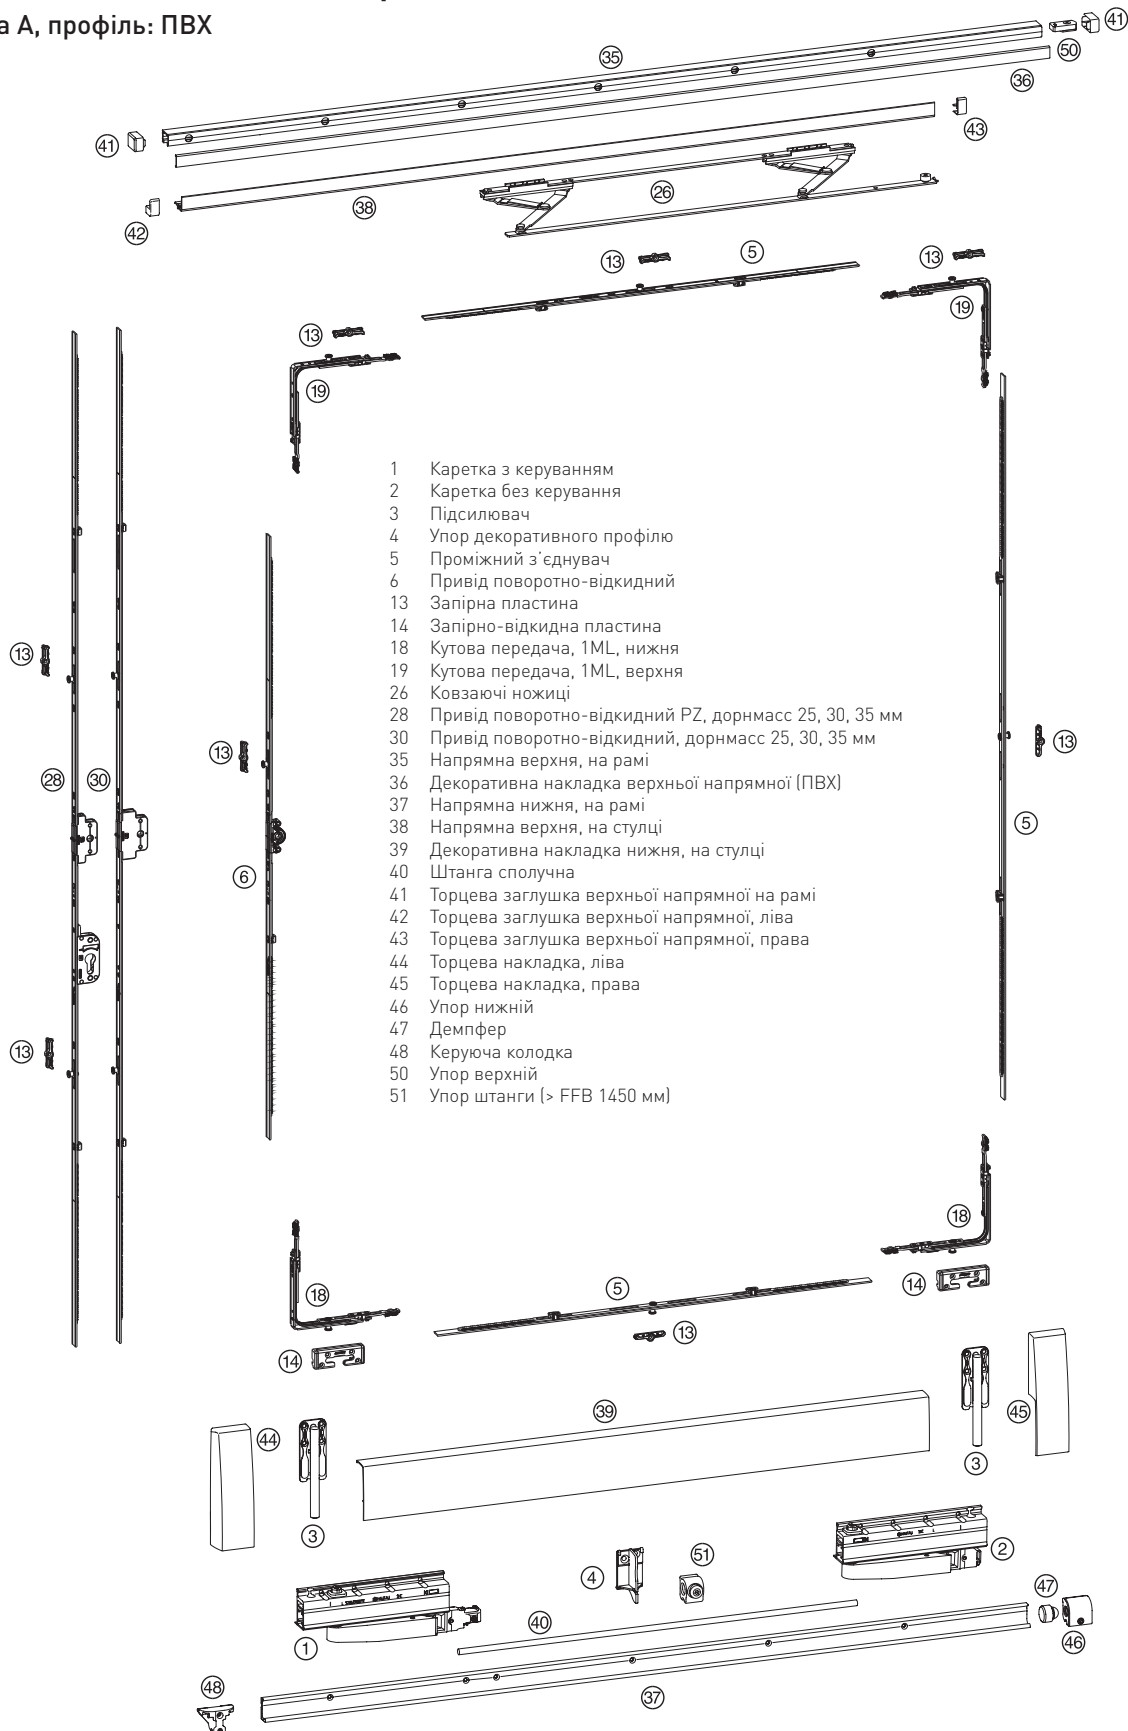 а А, профіль: ПВХ
41
50
35
36
41
43
38
26
42
13
5
13
13
19
19
1 Каретка з керуванням
2 Каретка без керування
3 Підсилювач
4 Упор декоративного профілю
5 Проміжний з’єднувач
6 Привід поворотно-відкидний
13 Запірна пластина
14 Запірно-відкидна пластина
18 Кутова передача, 1ML, нижня
19 Кутова передача, 1ML, верхня
26 Ковзаючі ножиці
28 Привід поворотно-відкидний PZ, дорнмасс 25, 30, 35 мм
30 Привід поворотно-відкидний, дорнмасс 25, 30, 35 мм
35 Напрямна верхня, на рамі
36 Декоративна накладка верхньої напрямної (ПВХ)
37 Напрямна нижня, на рамі
38 Напрямна верхня, на стулці
39 Декоративна накладка нижня, на стулці
40 Штанга сполучна
41 Торцева заглушка верхньої напрямної на рамі
42 Торцева заглушка верхньої напрямної, ліва
43 Торцева заглушка верхньої напрямної, права
44 Торцева накладка, ліва
45 Торцева накладка, права
46 Упор нижній
47 Демпфер
48 Керуюча колодка
50 Упор верхній
51 Упор штанги (> FFB 1450 мм)
13
13
13
28
30
5
6
13
18
14
18
5
13
14
39
45
44
3
3
2
51
4
47
40
1
46
48
37